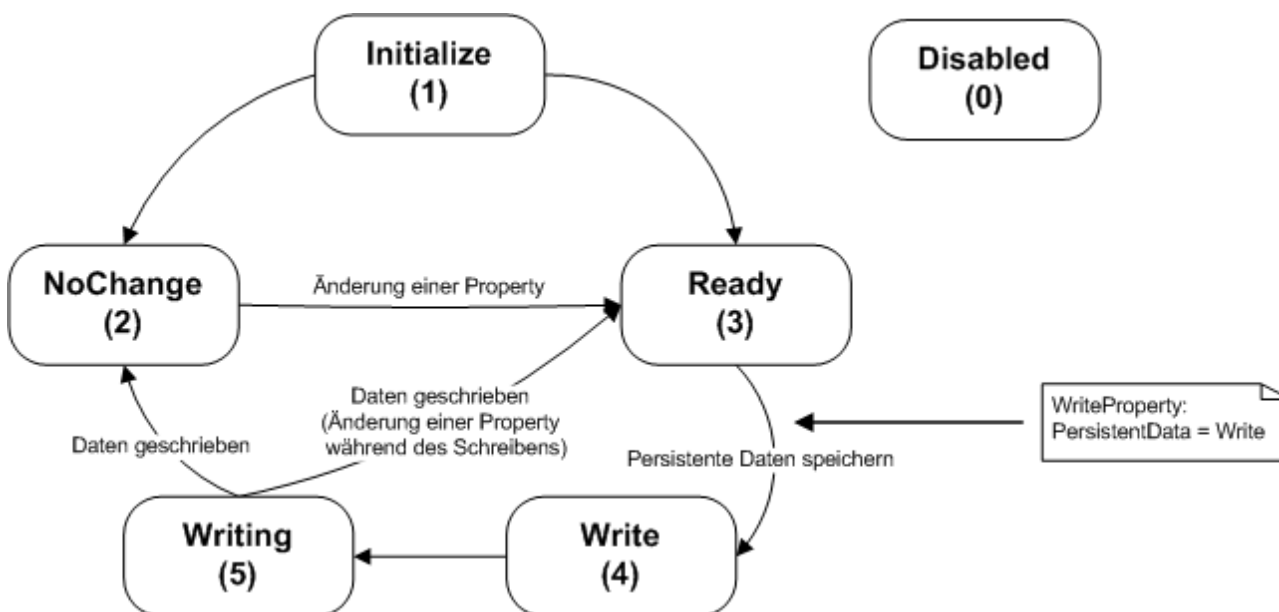 Initialize
(1)
Disabled
(0)
NoChange
(2)
Änderung einer Property
Ready
(3)
Daten geschrieben
(Änderung einer Property
während des Schreibens)
Daten geschrieben
WriteProperty:
PersistentData = Write
Persistente Daten speichern
Writing
(5)
Write
(4)